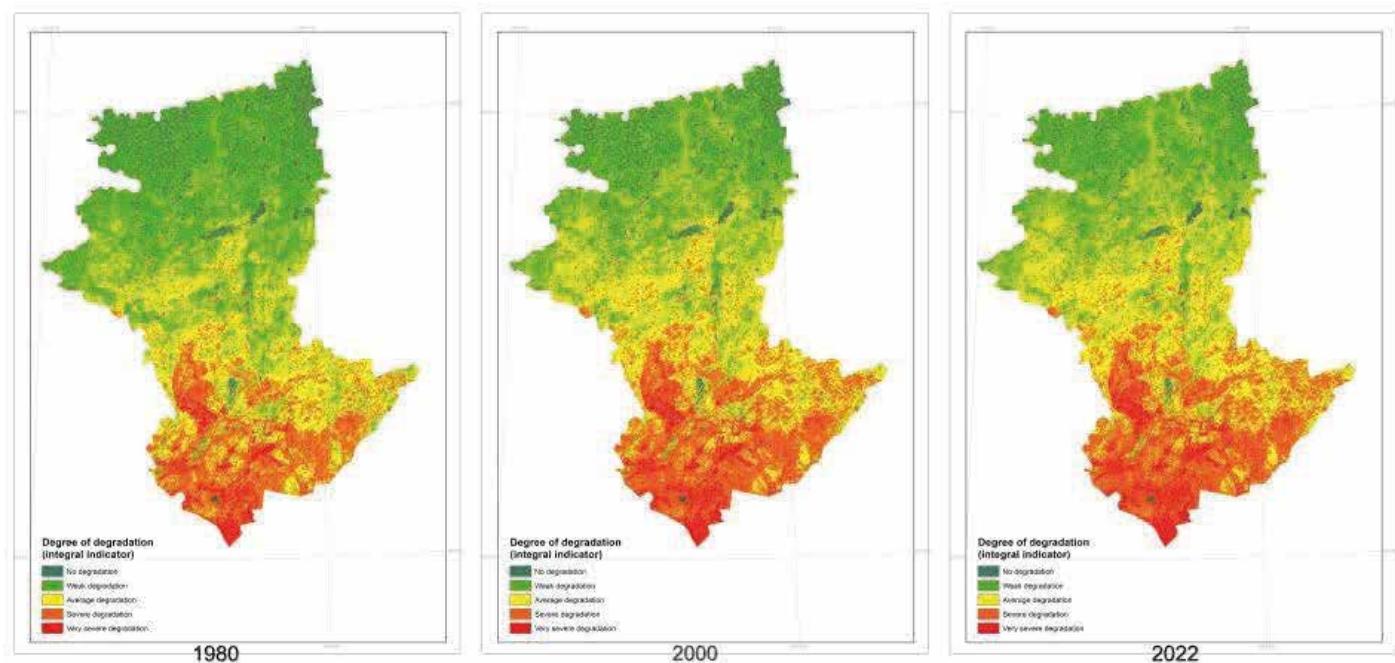 Degree of degradation
(integral indicator)
No degradation
Weak degradation
Average degradation
Severe degradation
Very severe degradation
1980
Degree of degradation
(integral indicator)
No degradation
Weak degradation
Average degradation
Severe degradation
Very severe degradation
2000
Degree of degradation
(integral indicator)
No degradation
Weak degradation
Average degradation
Severe degradation
Very severe degradation
2022